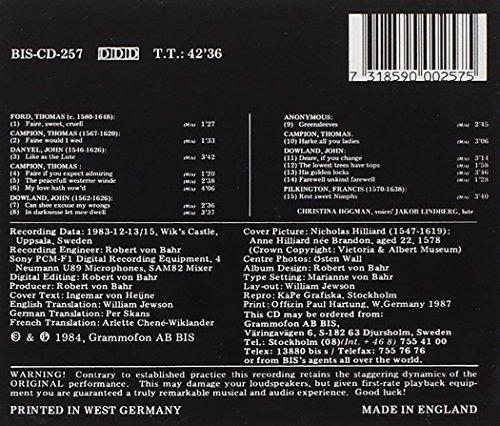 BIS-CD-257 DDD T.T.: 42'36
7 318590 002575
FORD, THOMAS (c. 1580-1648):
(1) Faire, sweet, cruell (M/s) 1'27
CAMPION, THOMAS (1567-1620):
(2) Faine would I wed (M/s) 1'33
DANYEL, JOHN (1546-1626):
(3) Like as the Lute (M/s) 3'42
CAMPION, THOMAS :
(4) Faire if you expect admiring (M/s) 1'20
(5) The peacefull westerne winde (M/s) 2'38
(6) My love hath vow'd (M/s) 4'06
DOWLAND, JOHN (1562-1626):
(7) Can shee excuse my wrongs (M/s) 2'36
(8) In darknesse let mee dwell (M/s) 3'37
ANONYMOUS:
(9) Greensleeves (M/s) 2'45
CAMPION, THOMAS.
(10) Harke all you ladies (M/s) 2'47
DOWLAND, JOHN:
(11) Deare, if you change (M/s) 3'14
(12) The lowest trees have tops (M/s) 1'58
(13) His golden locks (M/s) 3'46
(14) Farewell unkind farewell (M/s) 1'28
PILKINGTON, FRANCIS (1570-1638):
(15) Rest sweet Nimphs (M/s) 3'40
CHRISTINA HÖGMAN, voice/ JAKOB LINDBERG, lute
Recording Data: 1983-12-13/15, Wik's Castle,
Uppsala, Sweden
Recording Engineer: Robert von Bahr
Sony PCM-F1 Digital Recording Equipment, 4
Neumann U89 Microphones, SAM82 Mixer
Digital Editing: Robert von Bahr
Producer: Robert von Bahr
Cover Text: Ingemar von Heijne
English Translation: William Jewson
German Translation: Per Skans
French Translation: Arlette Chené-Wiklander
© & ℗ 1984, Grammofon AB BIS
Cover Picture: Nicholas Hilliard (1547-1619):
Anne Hilliard née Brandon, aged 22, 1578
(Crown Copyright: Victoria & Albert Museum)
Centre Photos: Östen Wall
Album Design: Robert von Bahr
Type Setting: Marianne von Bahr
Lay-out: William Jewson
Repro: KåPe Grafiska, Stockholm
Print: Offizin Paul Hartung, W.Germany 1987
This CD may be ordered from:
Grammofon AB BIS,
Väringavägen 6, S-182 63 Djursholm, Sweden
Tel.: Stockholm (08)/Int. +46 8) 755 41 00
Telex: 13880 bis s / Telefax: 755 76 76
or from BIS's agents all over the world.
WARNING! Contrary to established practice this recording retains the staggering dynamics of the
ORIGINAL performance. This may damage your loudspeakers, but given first-rate playback equip-
ment you are guaranteed a truly remarkable musical and audio experience. Good luck!
PRINTED IN WEST GERMANY MADE IN ENGLAND